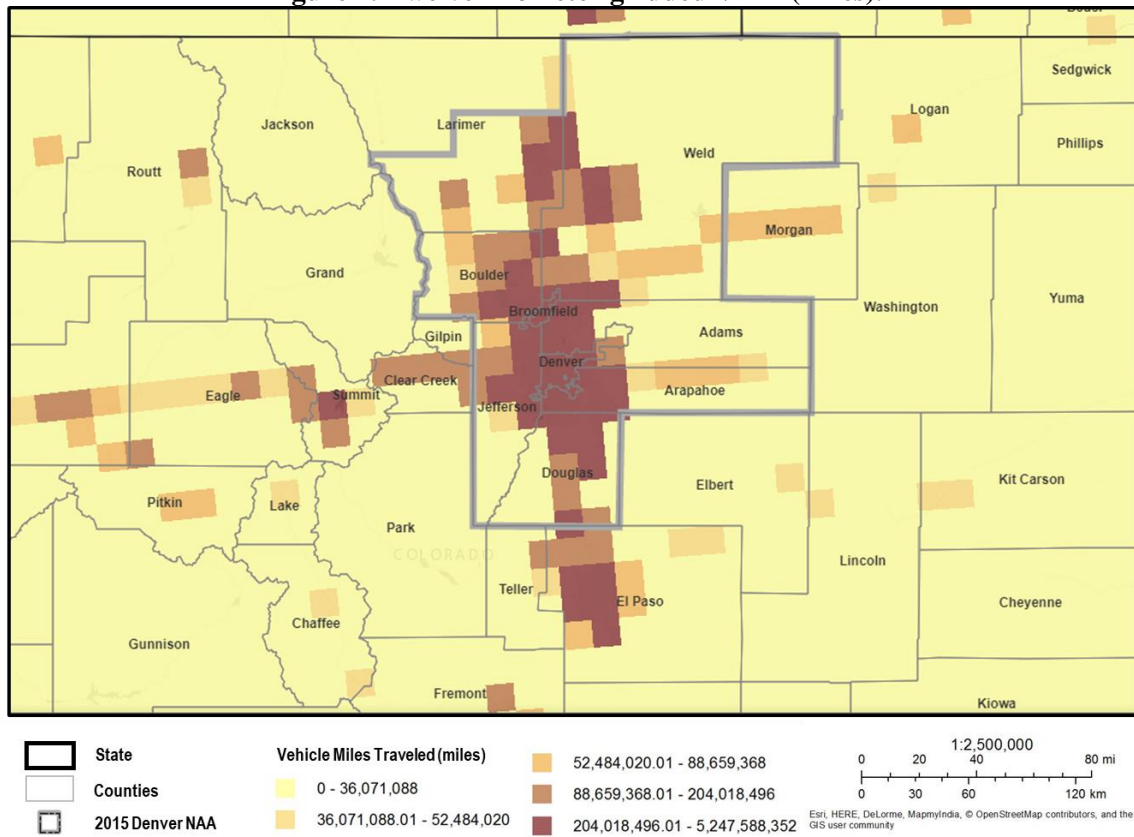 Sedgwick
Logan
Jackson
Larimer
Phillips
Weld
Routt
Morgan
Grand
Boulder
Yuma
Washington
Broomfield
Adams
Gilpin
Denver
Clear Creek
Arapahoe
Summit
Eagle
Jefferson
Douglas
Kit Carson
Elbert
Pitkin
Lake
Park
COLORADO
Lincoln
Teller
El Paso
Cheyenne
Chaffee
Gunnison
Fremont
Kiowa
State
Counties
2015 Denver NAA
Vehicle Miles Traveled (miles)
0 - 36,071,088
36,071,088.01 - 52,484,020
52,484,020.01 - 88,659,368
88,659,368.01 - 204,018,496
204,018,496.01 - 5,247,588,352
1:2,500,000
0 20 40 80 mi
0 30 60 120 km
Esri, HERE, DeLorme, MapmyIndia, © OpenStreetMap contributors, and the
GIS user community